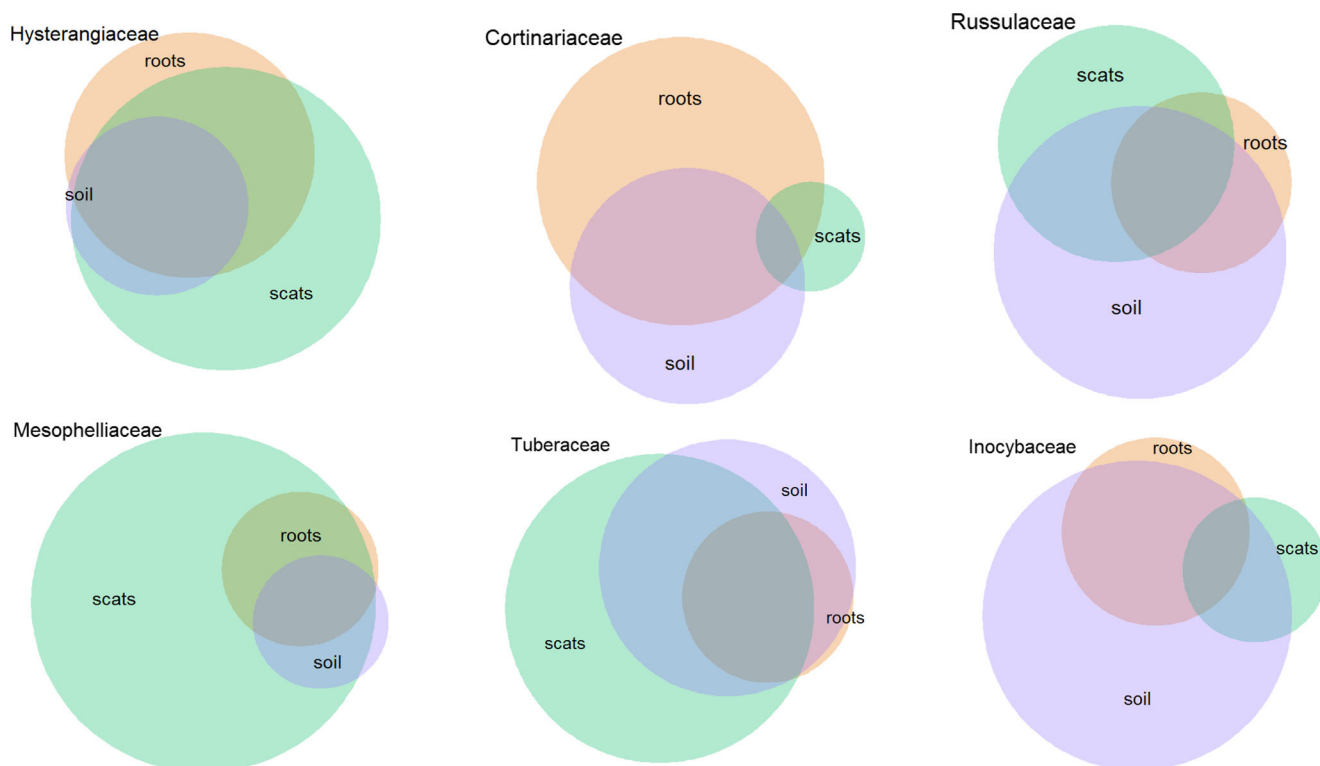 Hysterangiaceae
roots
soil
scats
Cortinariaceae
roots
scats
soil
Russulaceae
scats
roots
soil
Mesophelliaceae
roots
scats
soil
Tuberaceae
soil
roots
scats
Inocybaceae
roots
scats
soil